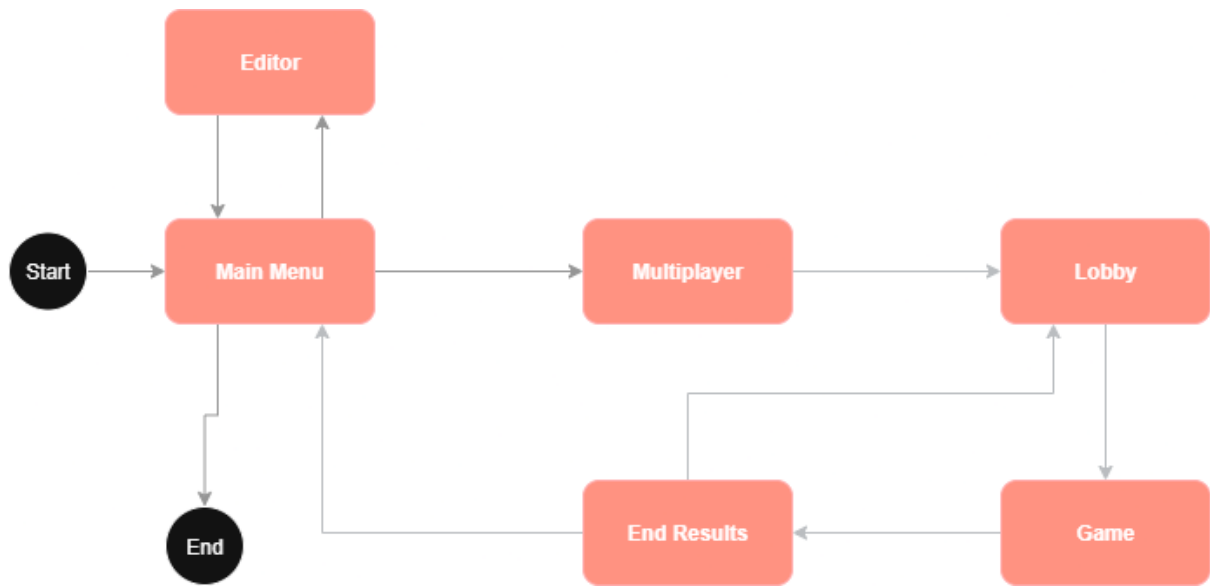 Editor
Start
Main Menu
Multiplayer
Lobby
End
End Results
Game